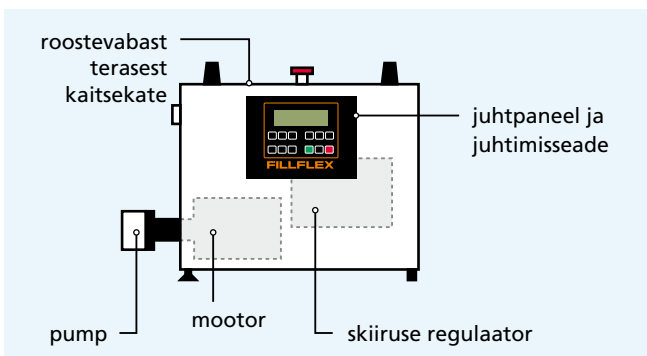 roostevabast
terasest
kaitsekate
juhtpaneel ja
juhtimisseade
FILLFLEX
pump
mootor
skiiruse regulaator